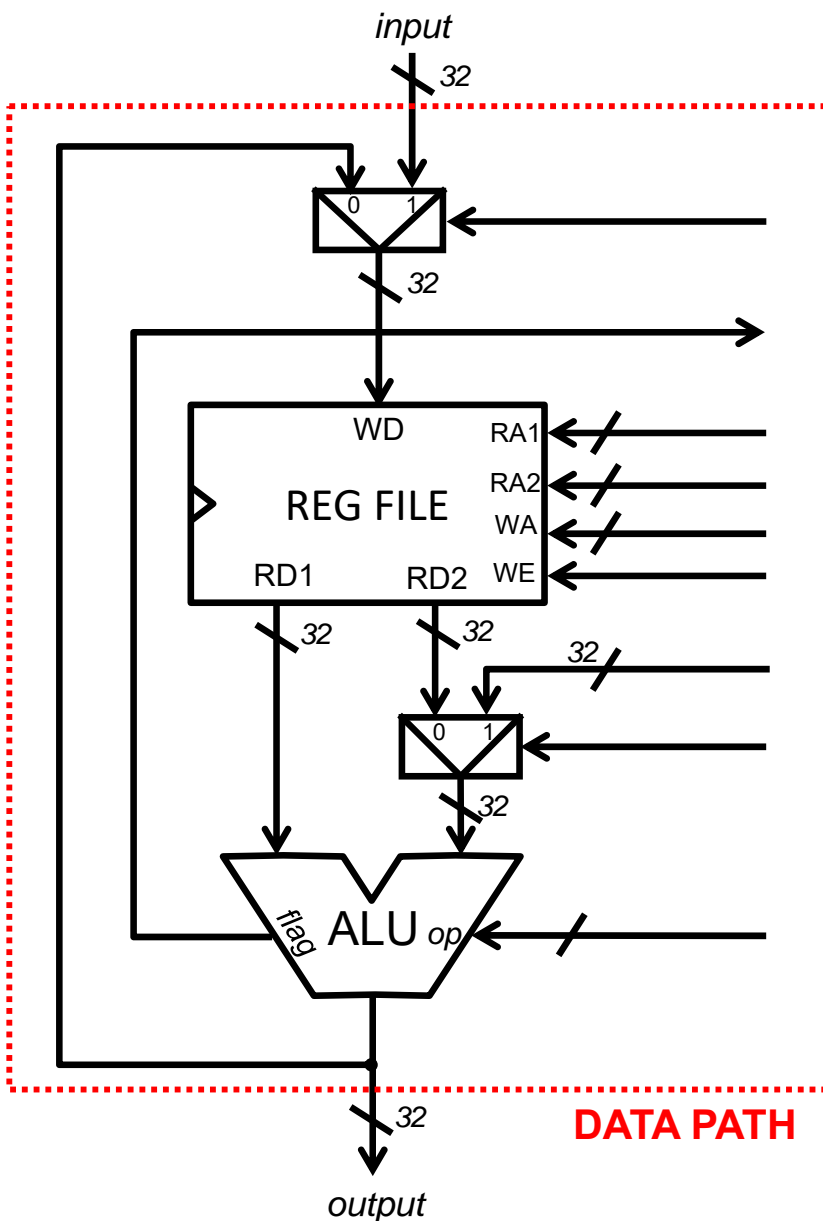 input
32
0 1
32
WD
RA1
RA2
REG FILE
WA
WE
RD1 RD2
32 32
32
0 1
32
flag ALU op
32
DATA PATH
output